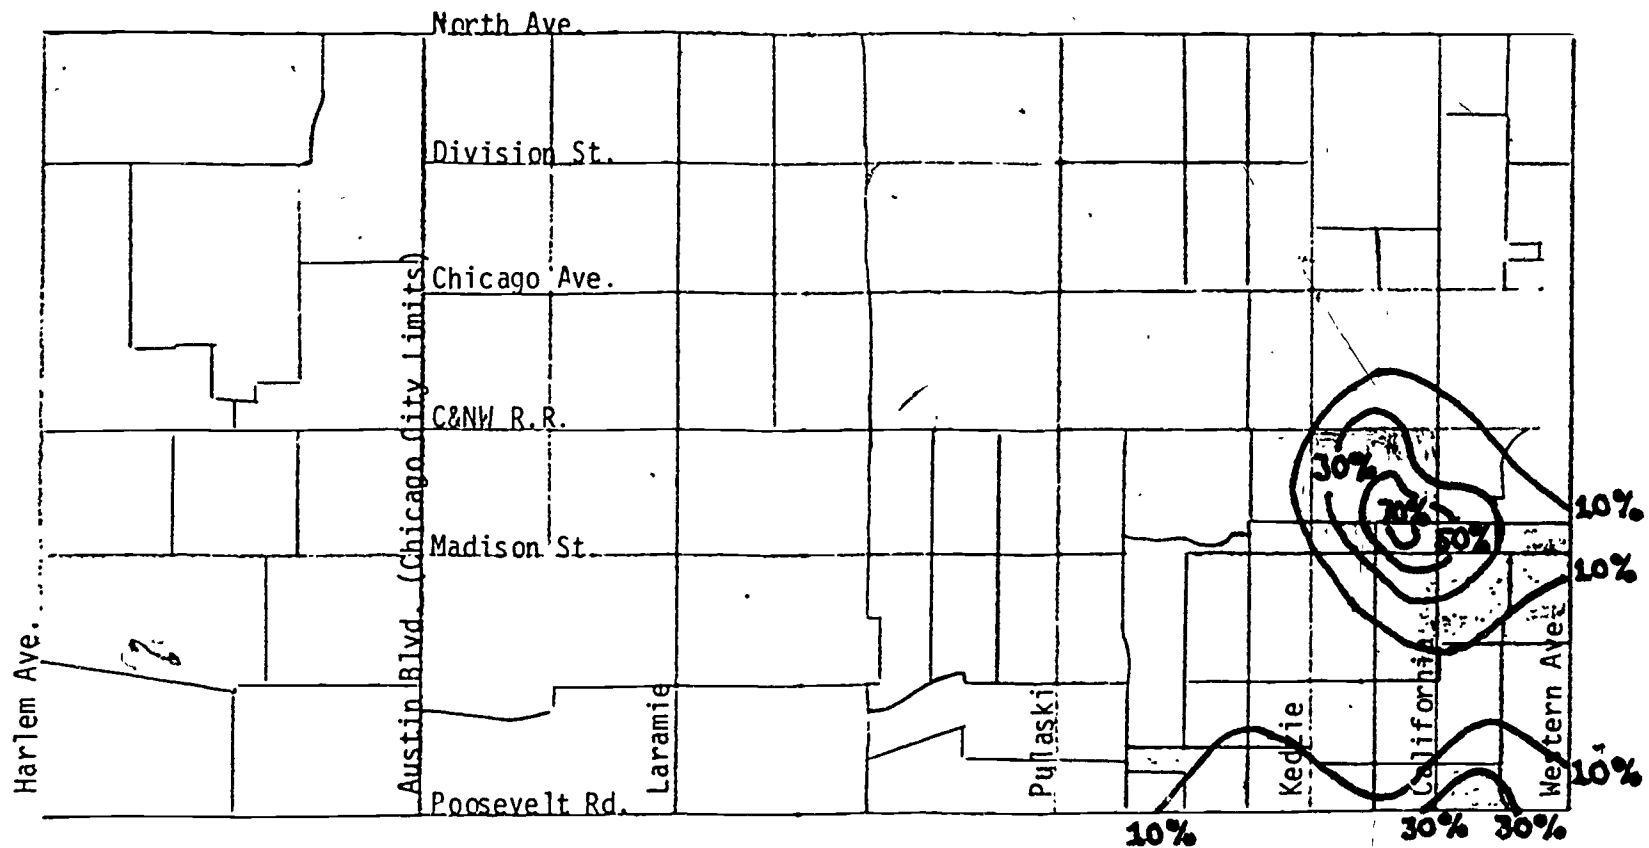 North Ave.
Division St.
Chicago Ave.
C&NW R.R.
Madison St.
Poosevelt Rd.
Harlem Ave.
Austin Blvd. (Chicago City Limits)
Laramie
Pulaski
Kedzie
California
Western Ave.
30%
70%
50%
10%
10%
10%
10%
30%
30%